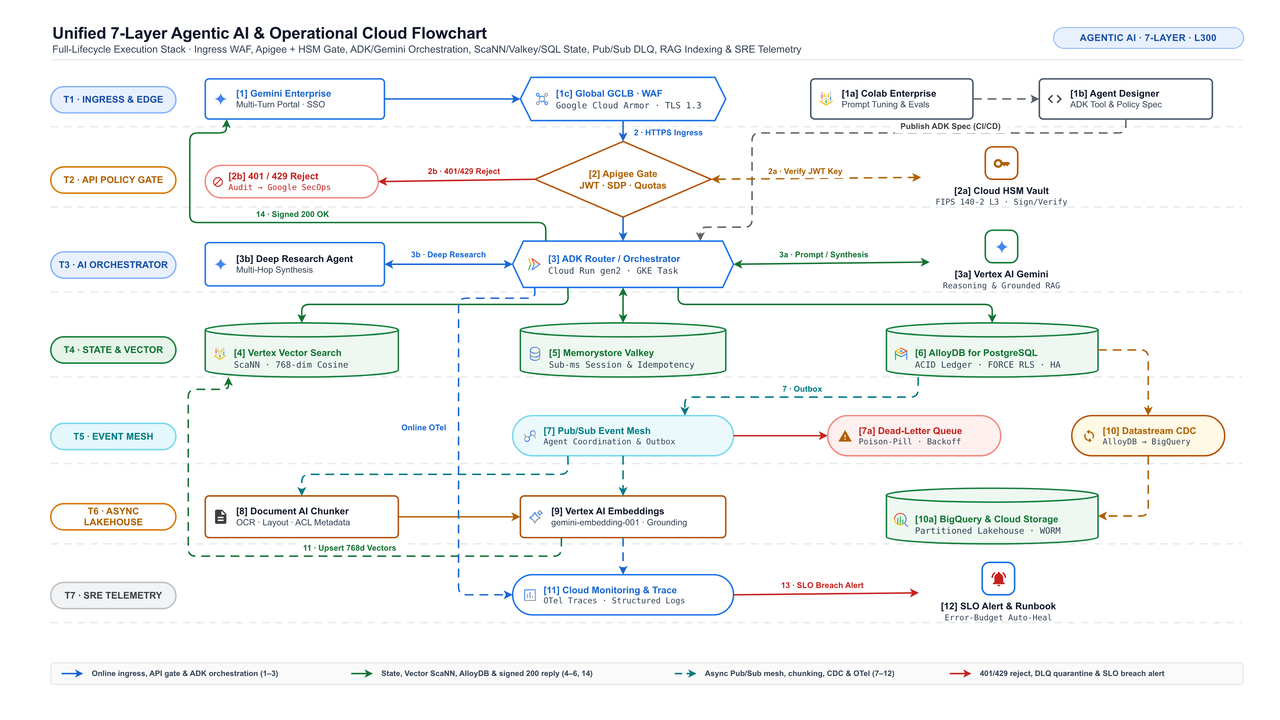 Unified 7-Layer Agentic AI & Operational Cloud Flowchart
Full-Lifecycle Execution Stack · Ingress WAF, Apigee + HSM Gate, ADK/Gemini Orchestration, ScaNN/Valkey/SQL State, Pub/Sub DLQ, RAG Indexing & SRE Telemetry
AGENTIC AI · 7-LAYER · L300
T1 · INGRESS & EDGE
[1] Gemini Enterprise
Multi-Turn Portal · SSO
[1c] Global GCLB · WAF
Google Cloud Armor · TLS 1.3
[1a] Colab Enterprise
Prompt Tuning & Evals
[1b] Agent Designer
ADK Tool & Policy Spec
Publish ADK Spec (CI/CD)
2 · HTTPS Ingress
T2 · API POLICY GATE
[2b] 401 / 429 Reject
Audit → Google SecOps
2b · 401/429 Reject
[2] Apigee Gate
JWT · SDP · Quotas
2a · Verify JWT Key
[2a] Cloud HSM Vault
FIPS 140-2 L3 · Sign/Verify
14 · Signed 200 OK
T3 · AI ORCHESTRATOR
[3b] Deep Research Agent
Multi-Hop Synthesis
3b · Deep Research
[3] ADK Router / Orchestrator
Cloud Run gen2 · GKE Task
3a · Prompt / Synthesis
[3a] Vertex AI Gemini
Reasoning & Grounded RAG
T4 · STATE & VECTOR
[4] Vertex Vector Search
ScaNN · 768-dim Cosine
[5] Memorystore Valkey
Sub-ms Session & Idempotency
[6] AlloyDB for PostgreSQL
ACID Ledger · FORCE RLS · HA
7 · Outbox
T5 · EVENT MESH
Online OTel
[7] Pub/Sub Event Mesh
Agent Coordination & Outbox
[7a] Dead-Letter Queue
Poison-Pill · Backoff
[10] Datastream CDC
AlloyDB → BigQuery
T6 · ASYNC
LAKEHOUSE
[8] Document AI Chunker
OCR · Layout · ACL Metadata
[9] Vertex AI Embeddings
gemini-embedding-001 · Grounding
[10a] BigQuery & Cloud Storage
Partitioned Lakehouse · WORM
11 · Upsert 768d Vectors
T7 · SRE TELEMETRY
[11] Cloud Monitoring & Trace
OTel Traces · Structured Logs
13 · SLO Breach Alert
[12] SLO Alert & Runbook
Error-Budget Auto-Heal
Online ingress, API gate & ADK orchestration (1–3)
State, Vector ScaNN, AlloyDB & signed 200 reply (4–6, 14)
Async Pub/Sub mesh, chunking, CDC & OTel (7–12)
401/429 reject, DLQ quarantine & SLO breach alert